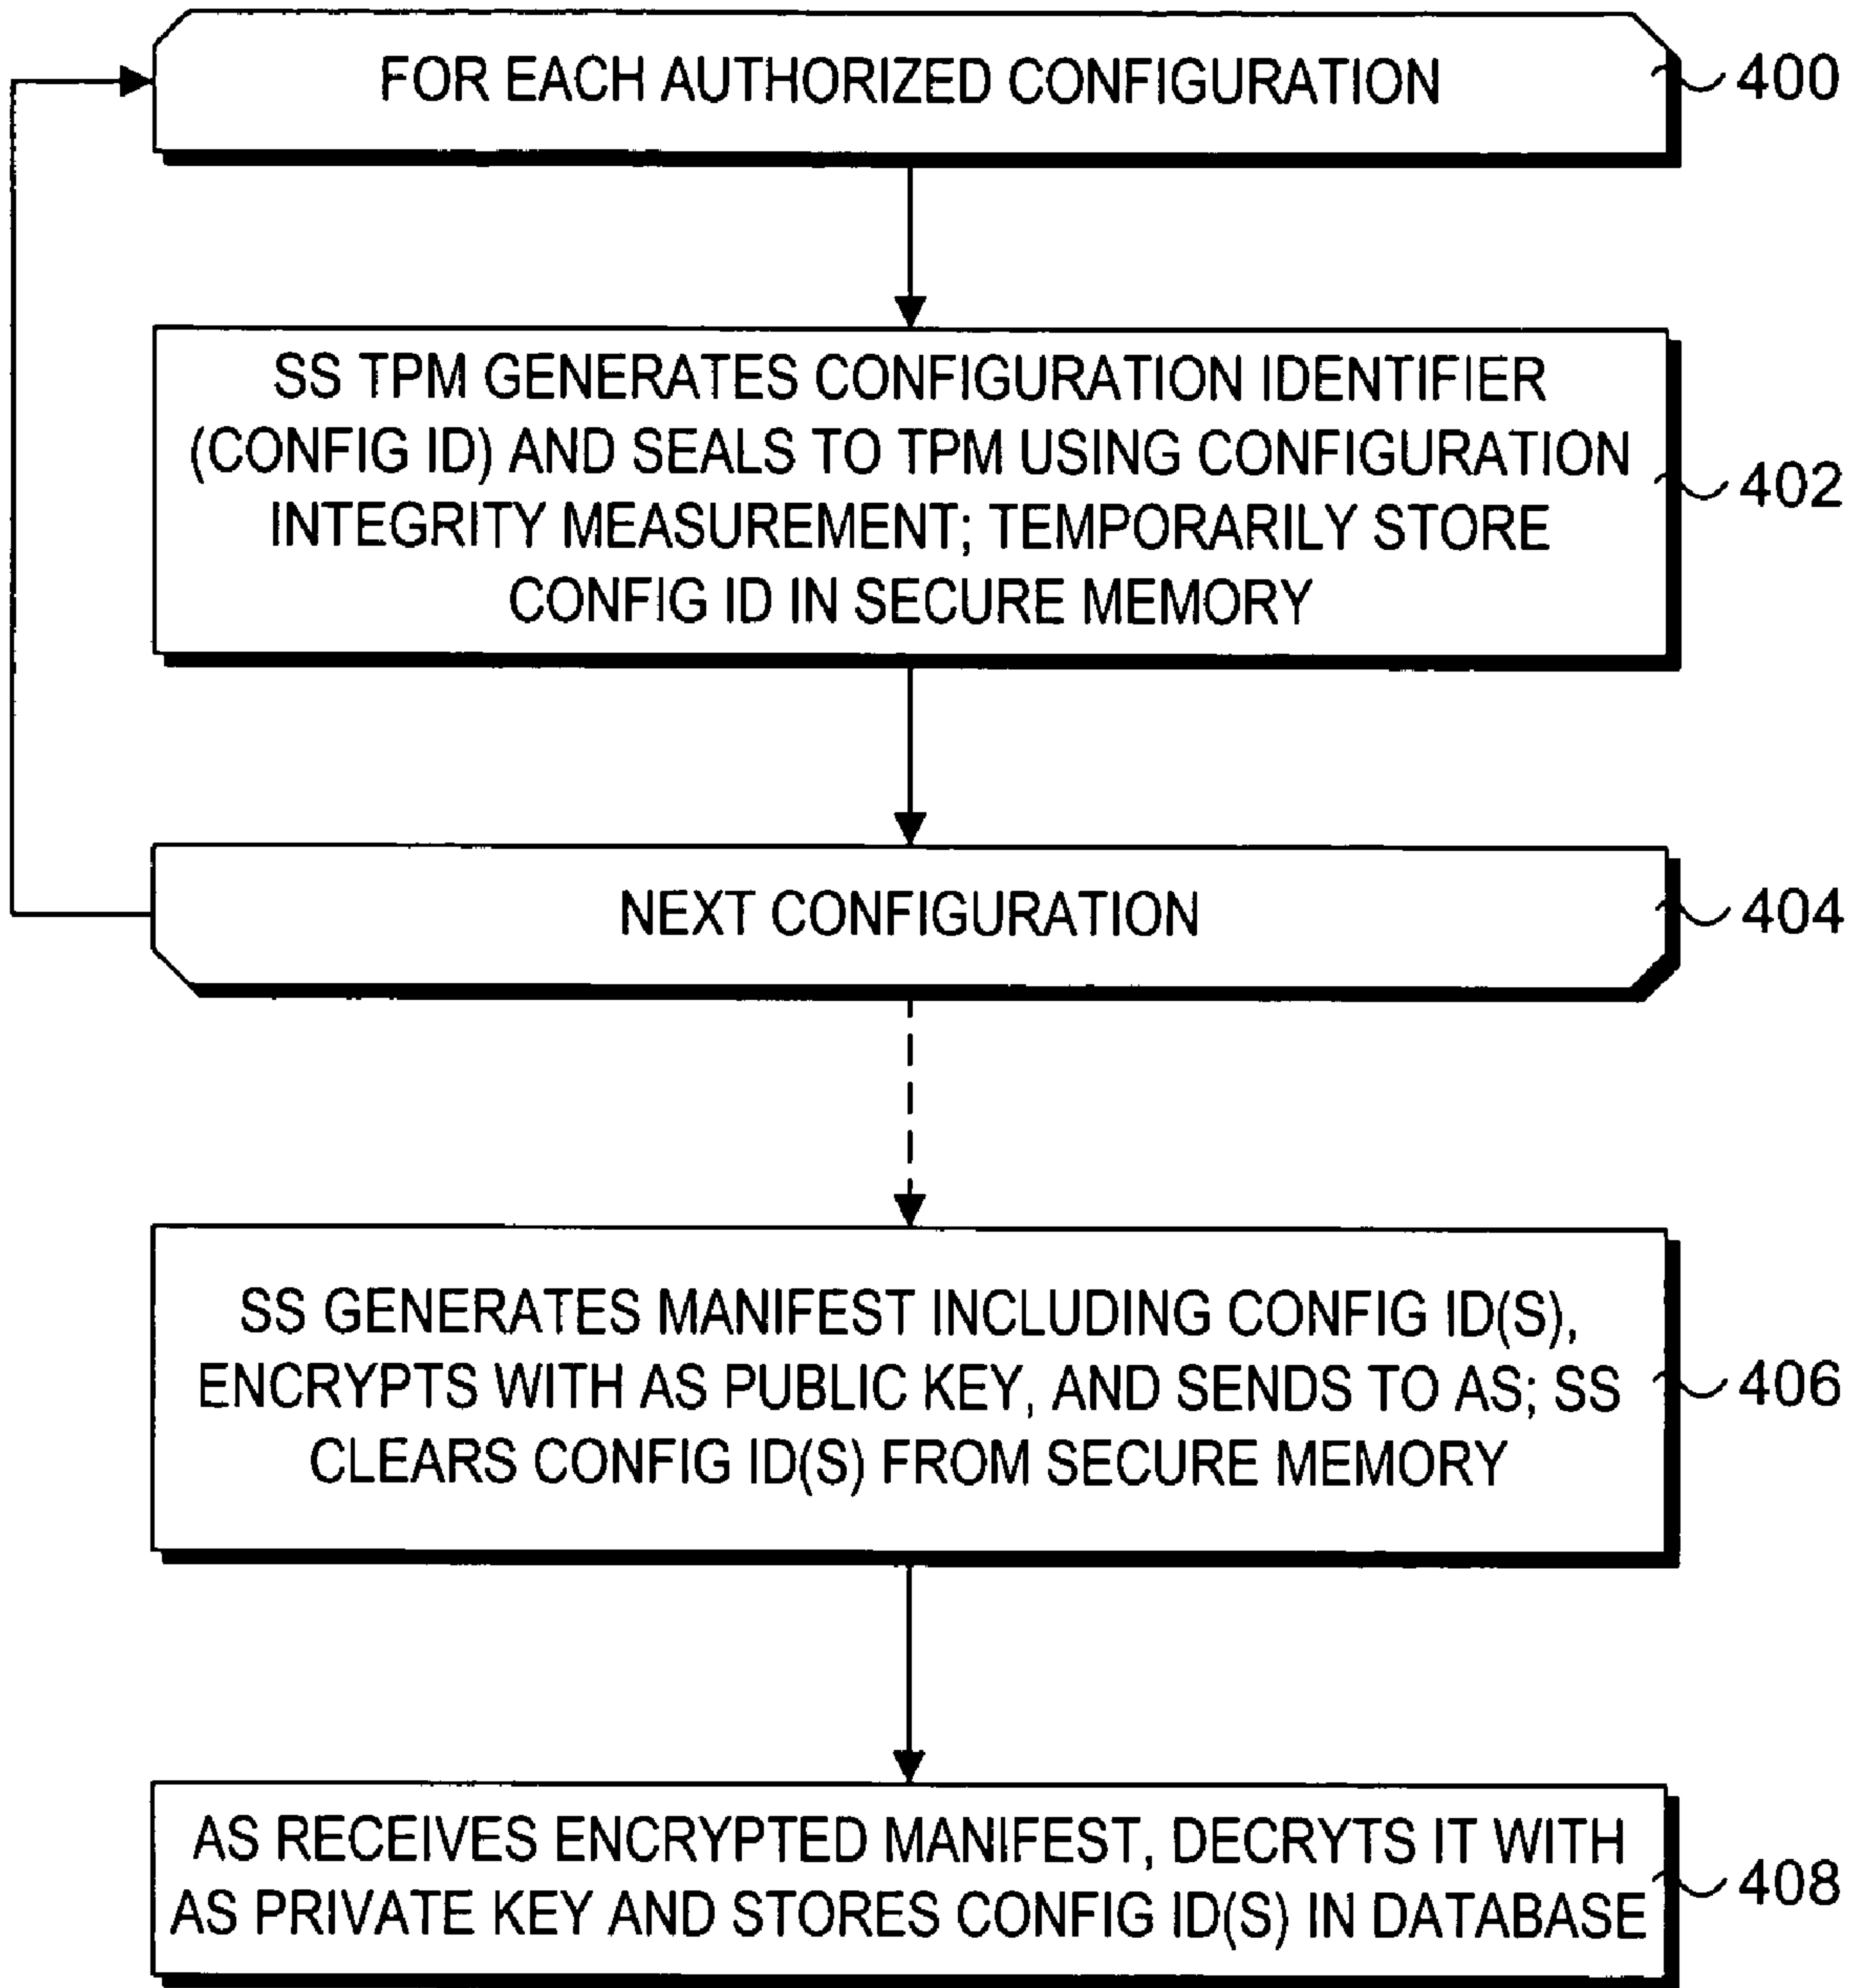 FOR EACH AUTHORIZED CONFIGURATION
400
SS TPM GENERATES CONFIGURATION IDENTIFIER
(CONFIG ID) AND SEALS TO TPM USING CONFIGURATION
INTEGRITY MEASUREMENT; TEMPORARILY STORE
CONFIG ID IN SECURE MEMORY
402
NEXT CONFIGURATION
404
SS GENERATES MANIFEST INCLUDING CONFIG ID(S),
ENCRYPTS WITH AS PUBLIC KEY, AND SENDS TO AS; SS
CLEARS CONFIG ID(S) FROM SECURE MEMORY
406
AS RECEIVES ENCRYPTED MANIFEST, DECRYTS IT WITH
AS PRIVATE KEY AND STORES CONFIG ID(S) IN DATABASE
408